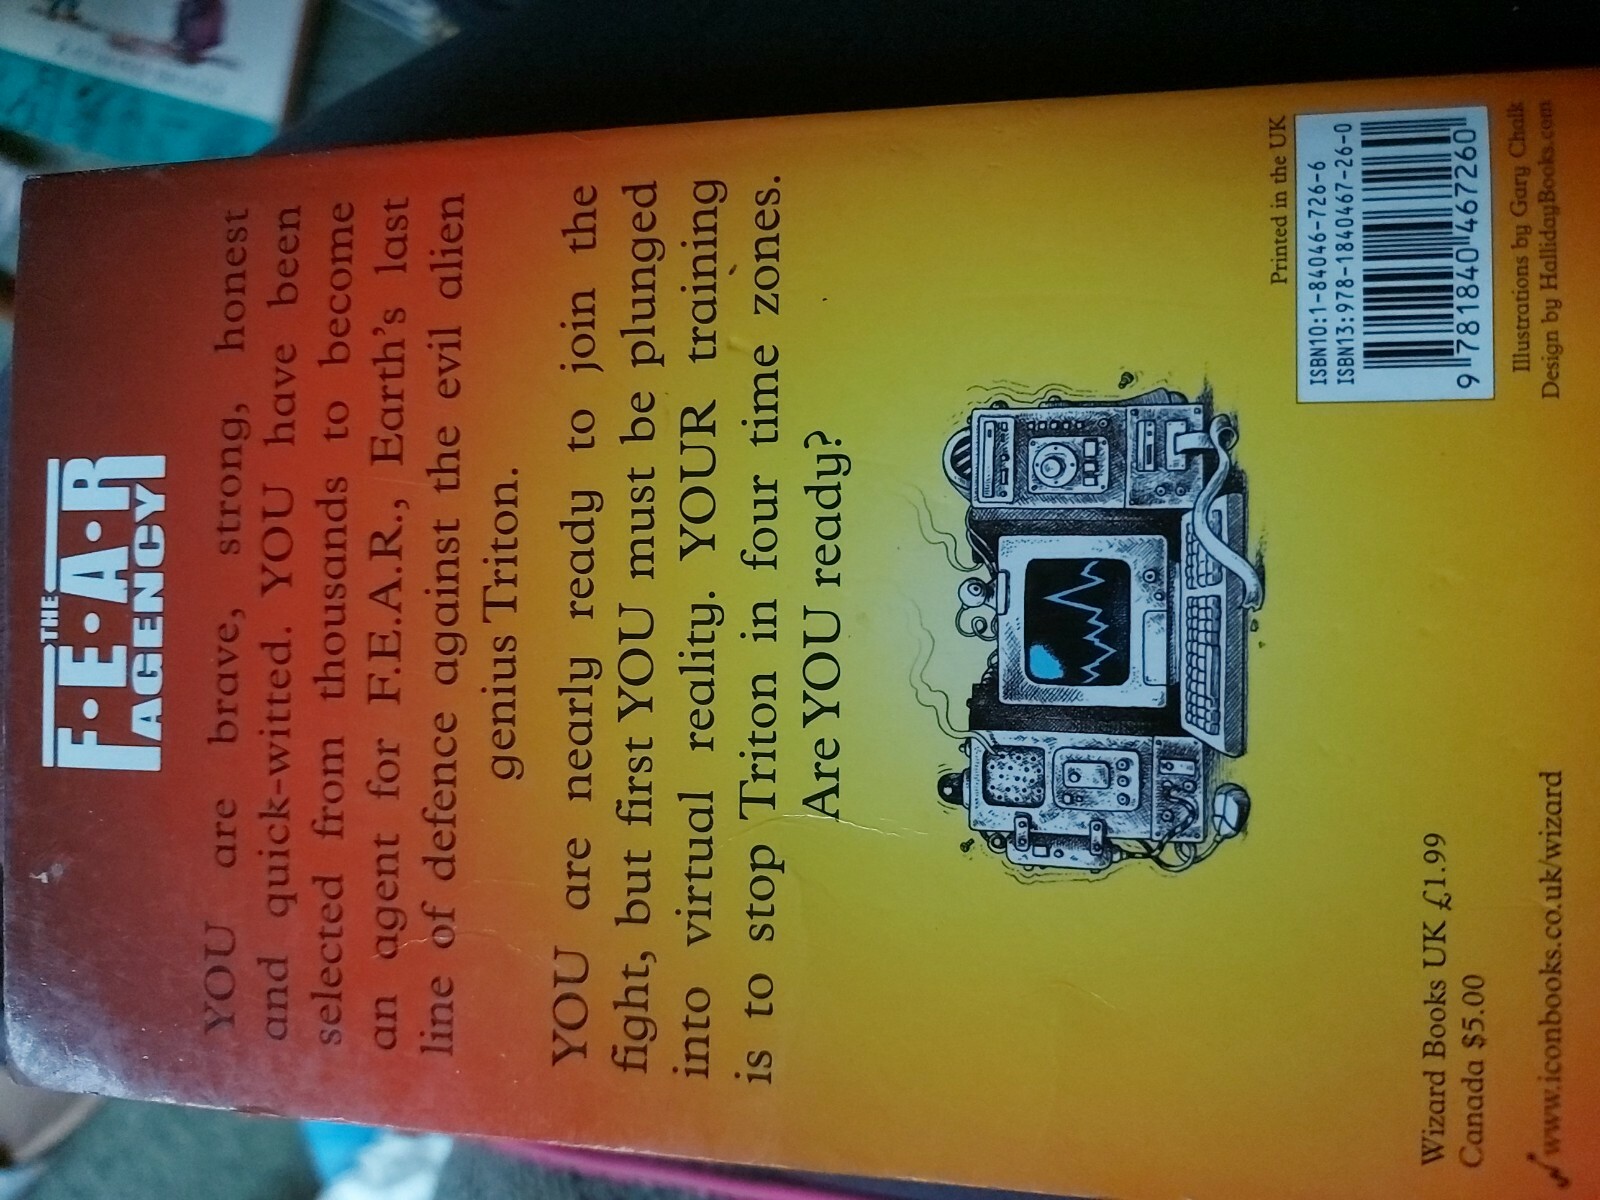 THE
F·E·A·R
AGENCY
YOU are brave, strong, honest
and quick-witted. YOU have been
selected from thousands to become
an agent for F.E.A.R., Earth's last
line of defence against the evil alien
genius Triton.
YOU are nearly ready to join the
fight, but first YOU must be plunged
into virtual reality. YOUR training
is to stop Triton in four time zones.
Are YOU ready?
Wizard Books UK £1.99
Canada $5.00
www.iconbooks.co.uk/wizard
Printed in the UK
ISBN10:1-84046-726-6
ISBN13:978-1840467-26-0
9 781840 467260
Illustrations by Gary Chalk
Design by HallidayBooks.com